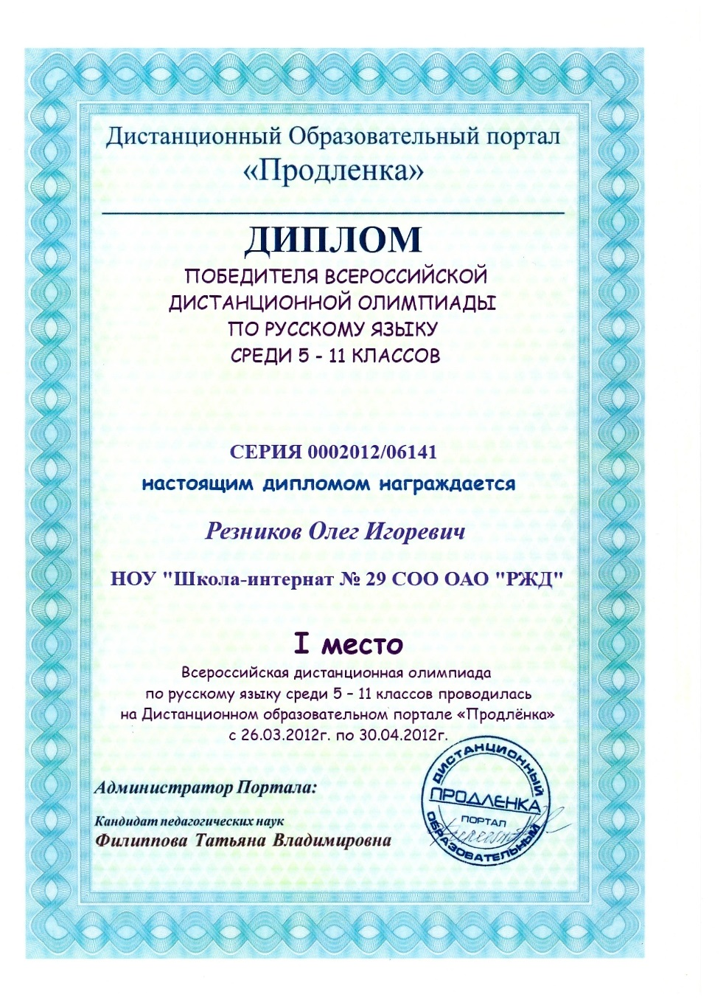 Дистанционный Образовательный портал
«Продленка»
ДИПЛОМ
ПОБЕДИТЕЛЯ ВСЕРОССИЙСКОЙ
ДИСТАНЦИОННОЙ ОЛИМПИАДЫ
ПО РУССКОМУ ЯЗЫКУ
СРЕДИ 5 - 11 КЛАССОВ
СЕРИЯ 0002012/06141
настоящим дипломом награждается
Резников Олег Игоревич
НОУ "Школа-интернат № 29 СОО ОАО "РЖД"
I место
Всероссийская дистанционная олимпиада
по русскому языку среди 5 – 11 классов проводилась
на Дистанционном образовательном портале «Продлёнка»
с 26.03.2012г. по 30.04.2012г.
Администратор Портала:
Кандидат педагогических наук
Филиппова Татьяна Владимировна
ДИСТАНЦИОННЫЙ
ПРОДЛЕНКА
ПОРТАЛ
ОБРАЗОВАТЕЛЬНЫЙ